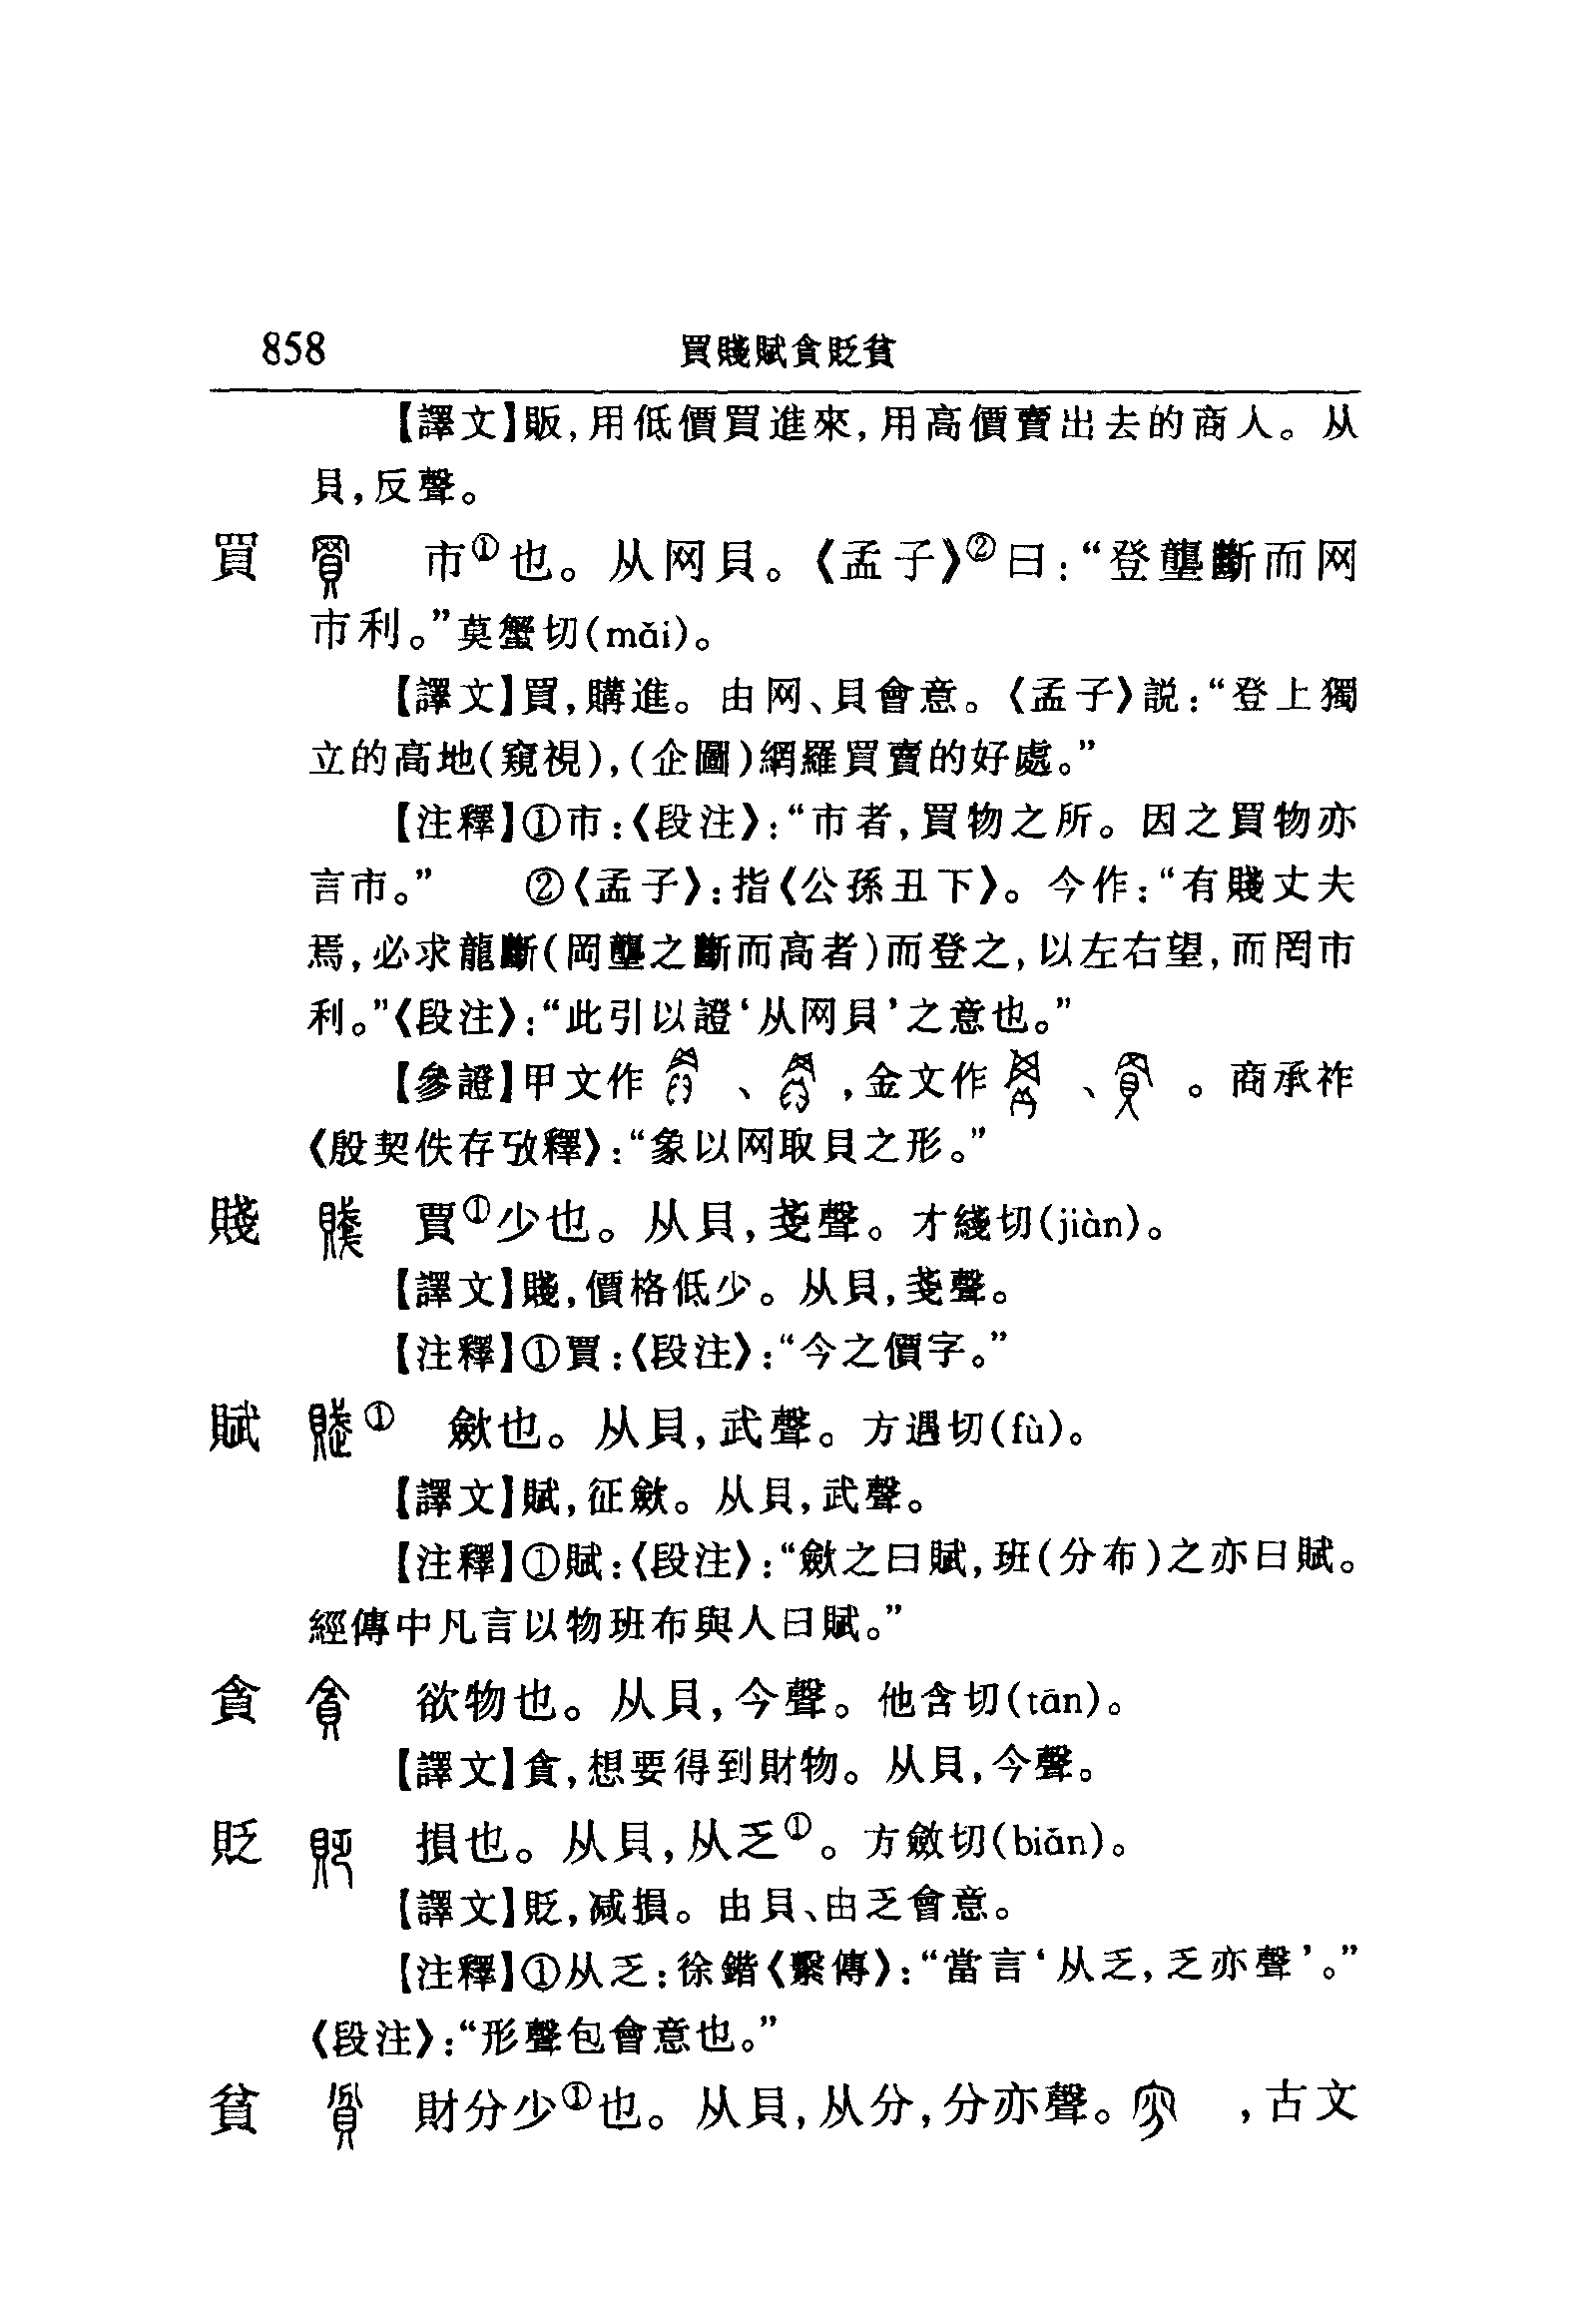 858 買賤賦貪貶貧
【譯文】販，用低價買進來，用高價賣出去的商人。从
貝，反聲。
買 市①也。从网貝。《孟子》②曰：“登壟斷而网
市利。”莫蟹切(mǎi)。
【譯文】買，購進。由网、貝會意。《孟子》説：“登上獨
立的高地(窺視)，(企圖)網羅買賣的好處。”
【注釋】①市：《段注》：“市者，買物之所。因之買物亦
言市。” ②《孟子》：指《公孫丑下》。今作：“有賤丈夫
焉，必求龍斷(岡壟之斷而高者)而登之，以左右望，而罔市
利。”《段注》：“此引以證‘从网貝’之意也。”
【參證】甲文作 、 ，金文作 、 。商承祚
《殷契佚存攷釋》：“象以网取貝之形。”
賤 賈①少也。从貝，戔聲。才綫切(jiàn)。
【譯文】賤，價格低少。从貝，戔聲。
【注釋】①賈：《段注》：“今之價字。”
賦 ① 斂也。从貝，武聲。方遇切(fù)。
【譯文】賦，征斂。从貝，武聲。
【注釋】①賦：《段注》：“斂之曰賦，班(分布)之亦曰賦。
經傳中凡言以物班布與人曰賦。”
貪 欲物也。从貝，今聲。他含切(tān)。
【譯文】貪，想要得到財物。从貝，今聲。
貶 損也。从貝，从乏①。方斂切(biǎn)。
【譯文】貶，减損。由貝、由乏會意。
【注釋】①从乏：徐鍇《繫傳》：“當言‘从乏，乏亦聲’。”
《段注》：“形聲包會意也。”
貧 財分少①也。从貝，从分，分亦聲。 ，古文